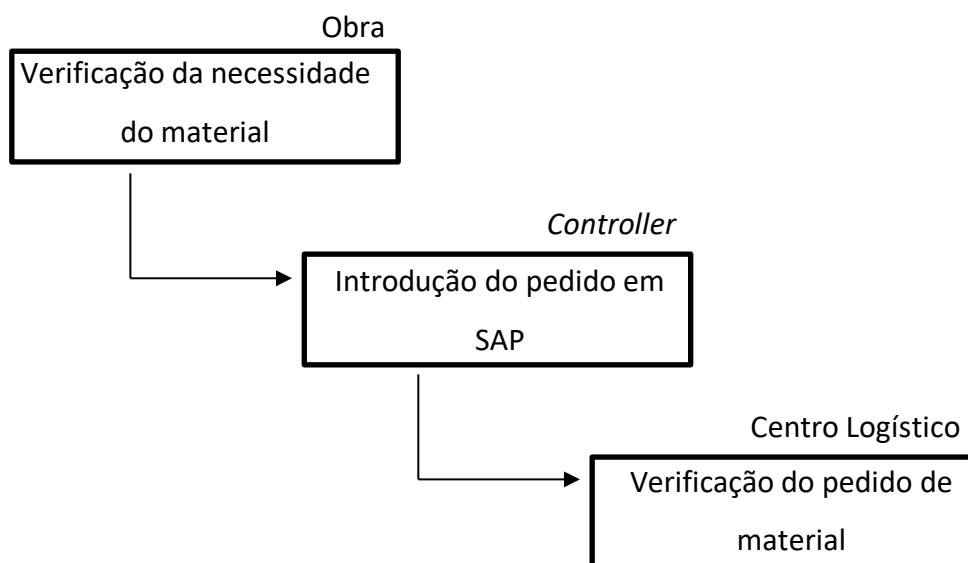 Obra
Verificação da necessidade
do material
Controller
Introdução do pedido em
SAP
Centro Logístico
Verificação do pedido de
material